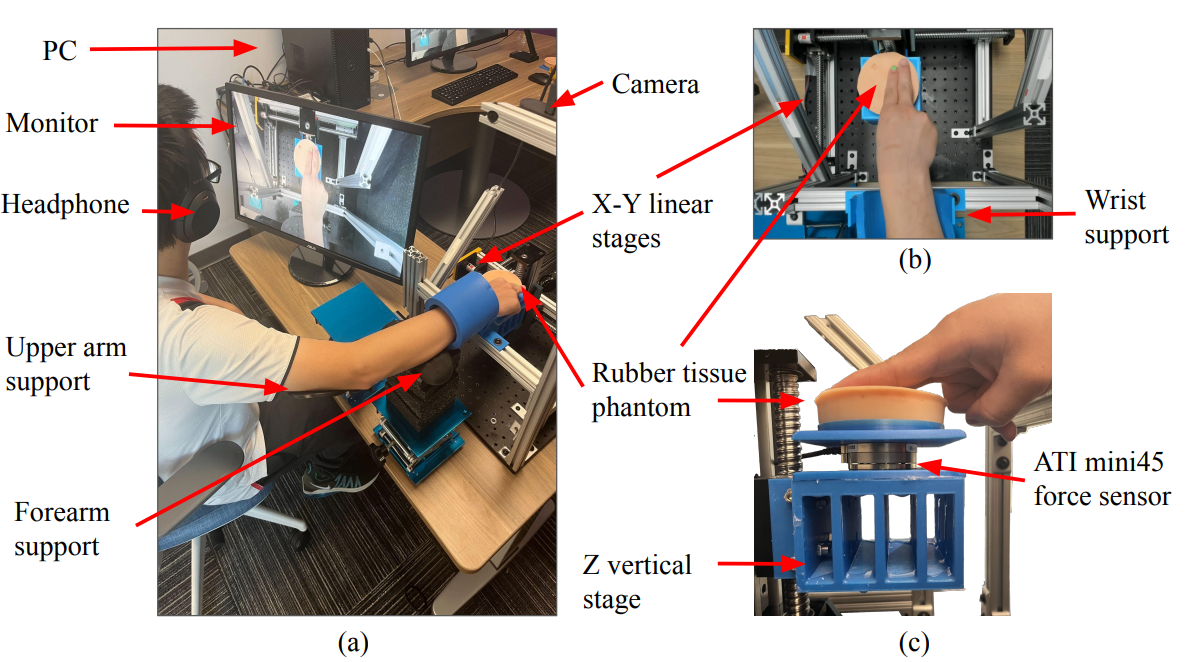 PC
Monitor
Headphone
Upper arm
support
Forearm
support
(a)
Camera
X-Y linear
stages
Rubber tissue
phantom
Z vertical
stage
(b)
Wrist
support
ATI mini45
force sensor
(c)